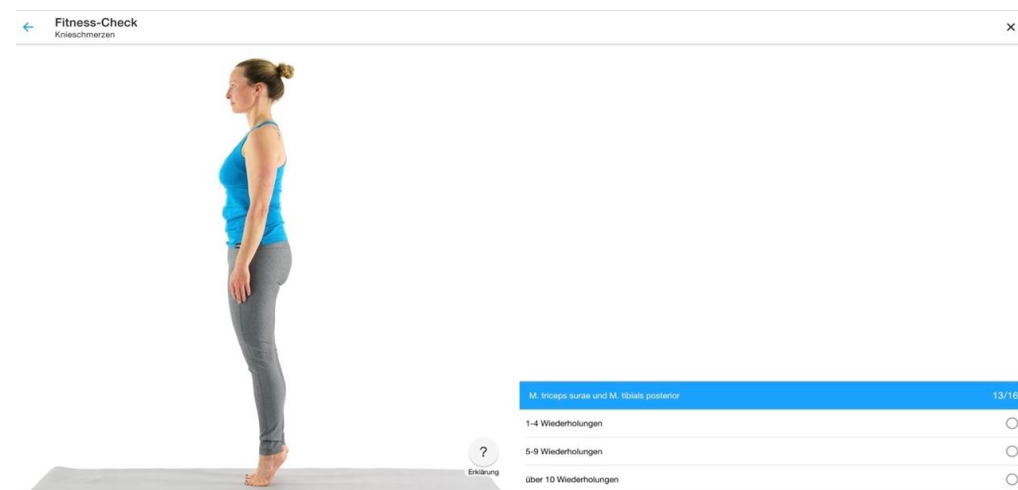 Fitness-Check
Knieschmerzen
?
Erklärung
M. triceps surae und M. tibials posterior 13/16
1-4 Wiederholungen
5-9 Wiederholungen
über 10 Wiederholungen